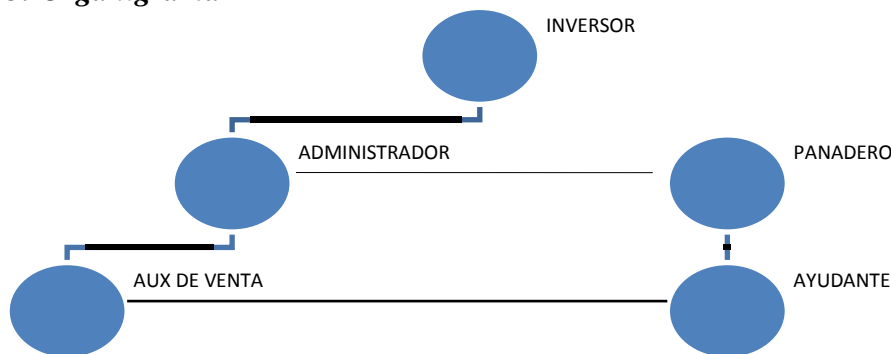 INVERSOR
ADMINISTRADOR
PANADERO
AUX DE VENTA
AYUDANTE